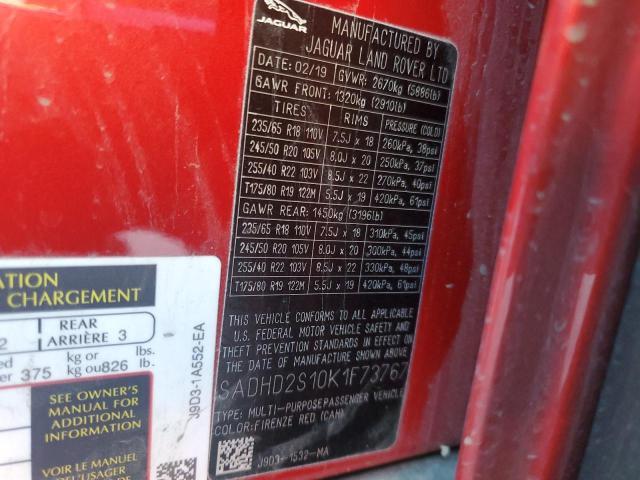 JAGUAR
MANUFACTURED BY
JAGUAR LAND ROVER LTD
DATE: 02/19 GVWR: 2670kg (5886lb)
GAWR FRONT: 1320kg (2910lb)
TIRES RIMS PRESSURE (COLD)
235/65 R18 110V 7.5J x 18 260kPa, 38psi
245/50 R20 105V 8.0J x 20 250kPa, 37psi
255/40 R22 103V 8.5J x 22 270kPa, 40psi
T175/80 R19 122M 5.5J x 19 420kPa, 61psi
GAWR REAR: 1450kg (3196lb)
235/65 R18 110V 7.5J x 18 310kPa, 45psi
245/50 R20 105V 8.0J x 20 300kPa, 44psi
255/40 R22 103V 8.5J x 22 330kPa, 48psi
T175/80 R19 122M 5.5J x 19 420kPa, 61psi
THIS VEHICLE CONFORMS TO ALL APPLICABLE
U.S. FEDERAL MOTOR VEHICLE SAFETY AND
THEFT PREVENTION STANDARDS IN EFFECT ON
THE DATE OF MANUFACTURE SHOWN ABOVE
SADHD2S10K1F73767
TYPE: MULTI-PURPOSE PASSENGER VEHICLE
COLOR: FIRENZE RED (CAH)
J9D3-1532-MA
CHARGEMENT
2 REAR
ARRIÈRE 3
375 kg or lbs.
kg ou 826 lb.
SEE OWNER'S
MANUAL FOR
ADDITIONAL
INFORMATION
VOIR LE MANUEL
DE L'USAGER
J9D3-1A552-EA